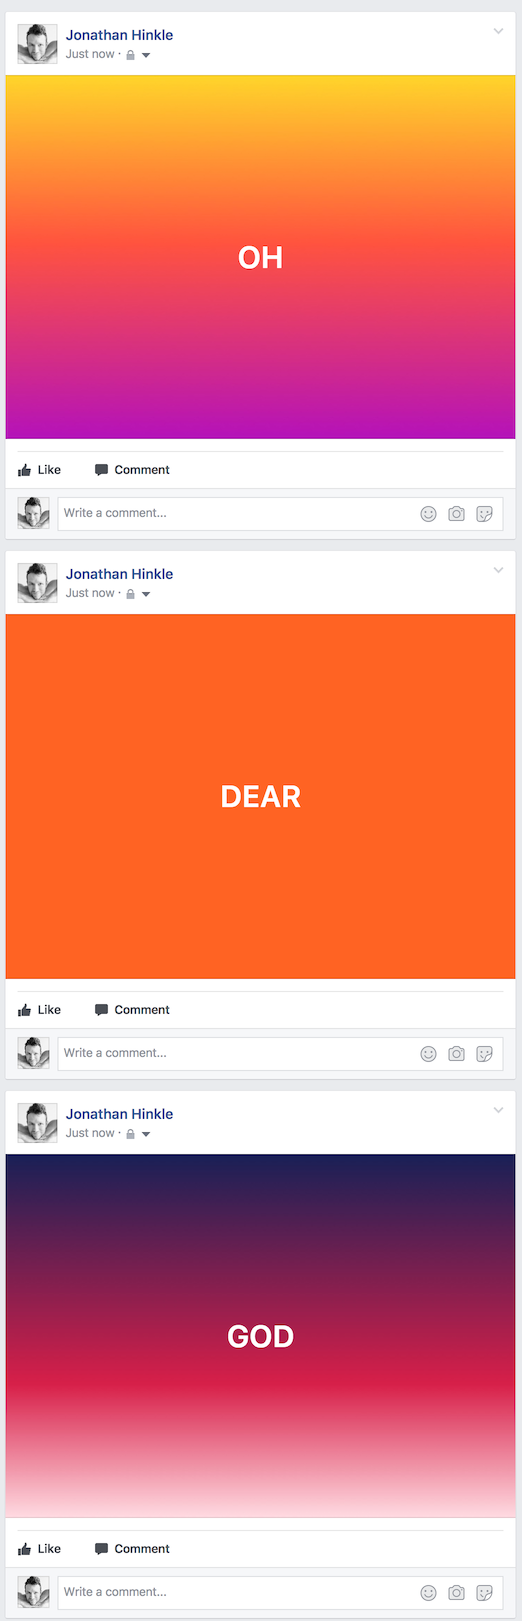 Jonathan Hinkle
Just now ·
OH
Like Comment
Write a comment...
Jonathan Hinkle
Just now ·
DEAR
Like Comment
Write a comment...
Jonathan Hinkle
Just now ·
GOD
Like Comment
Write a comment...